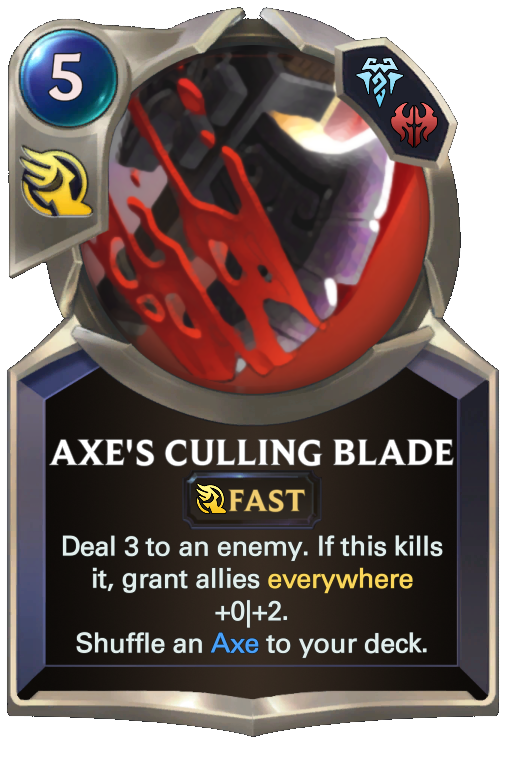 5
AXE'S CULLING BLADE
FAST
Deal 3 to an enemy. If this kills
it, grant allies everywhere
+0|+2.
Shuffle an Axe to your deck.